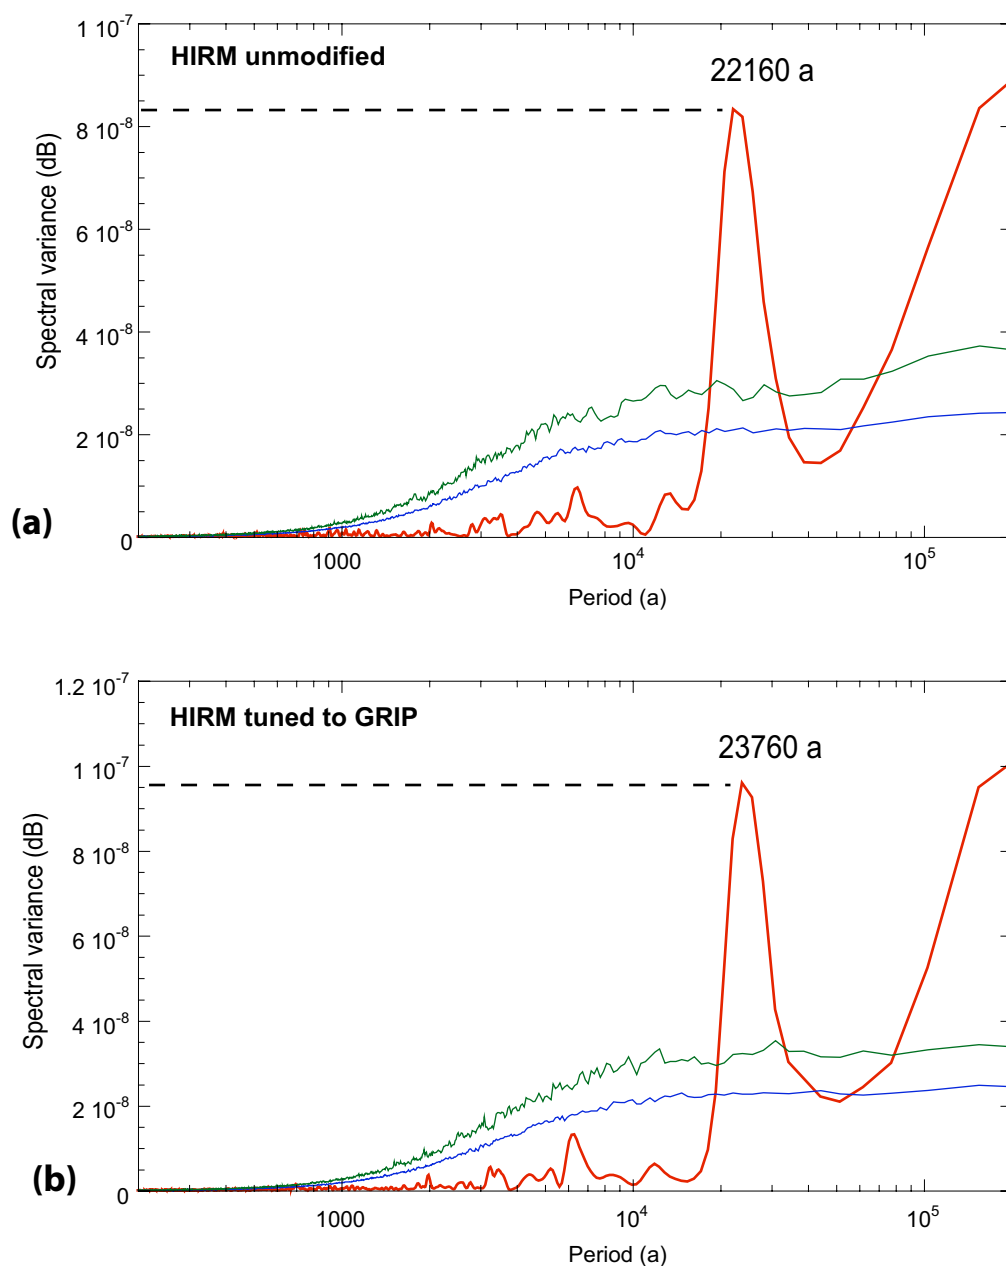 1 10-7
HIRM unmodified
22160 a
8 10-8
6 10-8
Spectral variance (dB)
4 10-8
2 10-8
(a)
0
1000
104
105
Period (a)
1.2 10-7
HIRM tuned to GRIP
23760 a
1 10-7
8 10-8
Spectral variance (dB)
6 10-8
4 10-8
2 10-8
(b)
0
1000
104
105
Period (a)